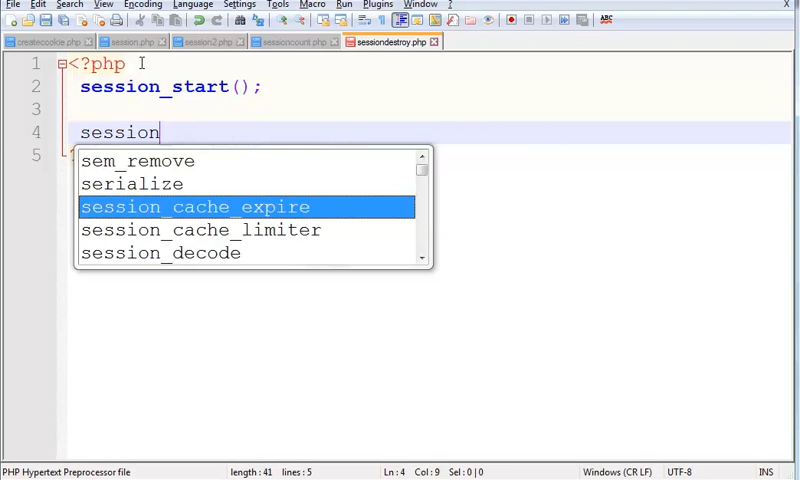 File Edit Search View Encoding Language Settings Tools Macro Run Plugins Window ? X
createcookie.php session.php session2.php sessioncount.php sessiondestroy.php
1 <?php
2 session_start();
3
4 session
5
sem_remove
serialize
session_cache_expire
session_cache_limiter
session_decode
PHP Hypertext Preprocessor file length : 41 lines : 5 Ln : 4 Col : 9 Sel : 0 | 0 Windows (CR LF) UTF-8 INS